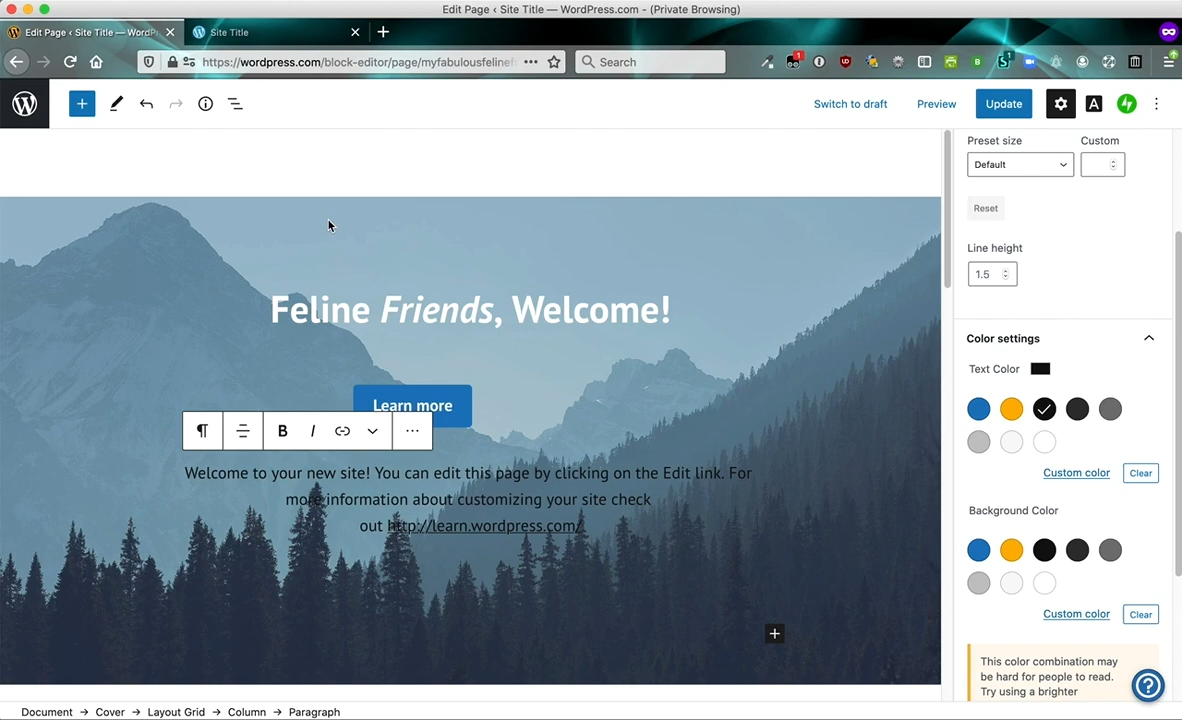 Edit Page ‹ Site Title — WordPress.com - (Private Browsing)
Edit Page ‹ Site Title — WordP
Site Title
https://wordpress.com/block-editor/page/myfabulousfelinef
Search
Switch to draft
Preview
Update
Preset size
Custom
Default
Reset
Line height
1.5
Feline Friends, Welcome!
Learn more
Color settings
Text Color
B I
Welcome to your new site! You can edit this page by clicking on the Edit link. For
more information about customizing your site check
out http://learn.wordpress.com/
Custom color
Clear
Background Color
Custom color
Clear
This color combination may
be hard for people to read.
Try using a brighter
Document → Cover → Layout Grid → Column → Paragraph